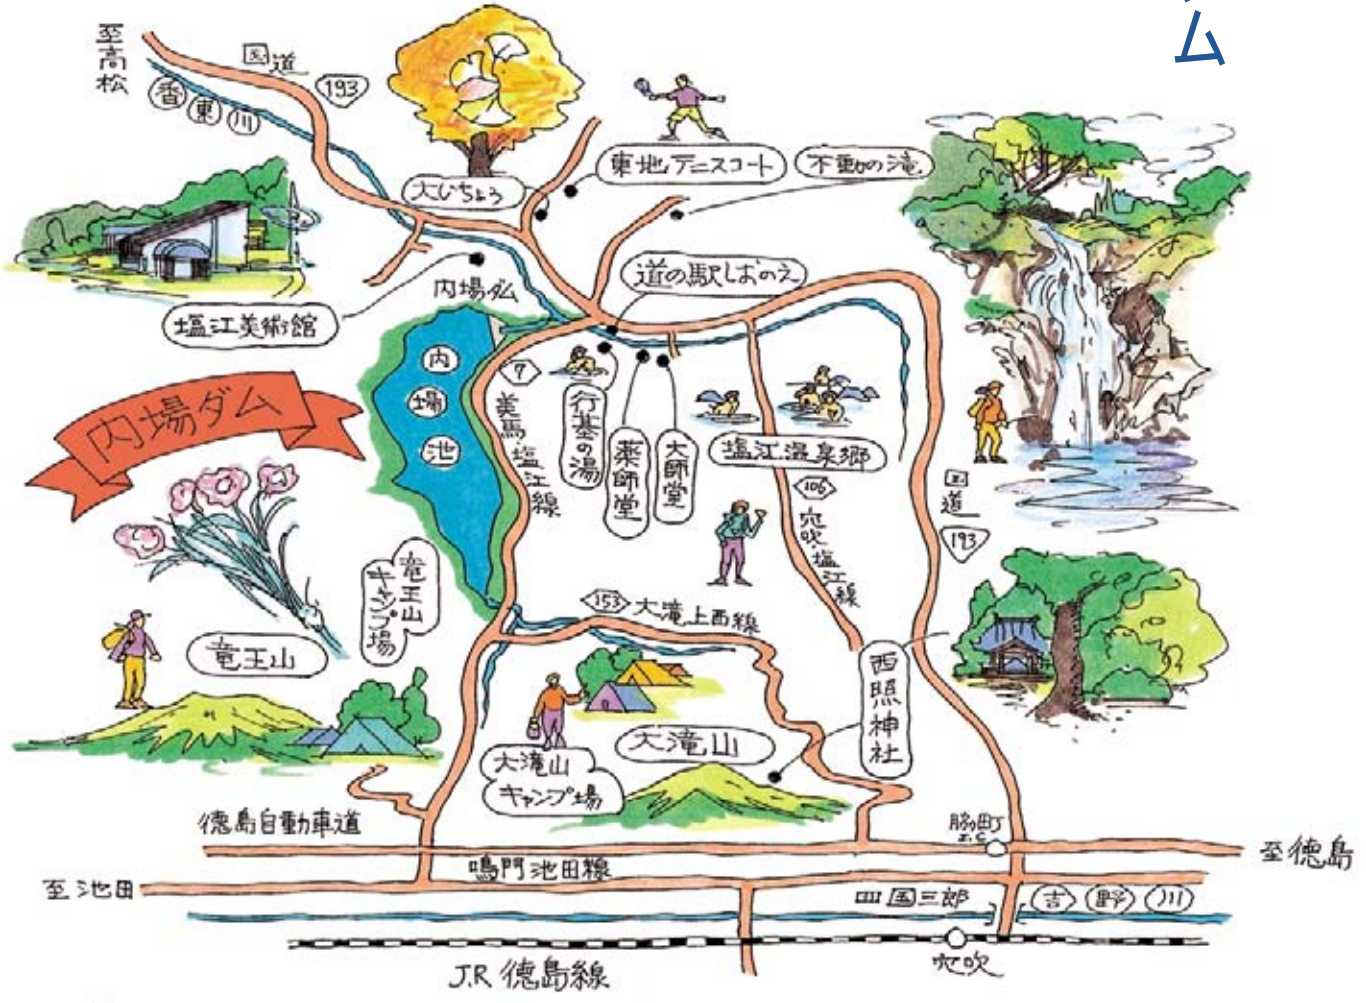 ム
至高松
国道
193
香東川
大いちょう
東地テニスコート
不動の滝
道の駅しおのえ
塩江美術館
内場ダム
内場池
内場ダム
7
美馬・塩江線
行基の湯
薬師堂
大師堂
塩江温泉郷
106
穴吹・塩江線
国道
193
竜王山
キャンプ場
竜王山
153
大滝上西線
西照神社
大滝山
大滝山
キャンプ場
徳島自動車道
脇町
I.C
至徳島
鳴門池田線
至池田
四国三郎
吉野川
J.R 徳島線
穴吹